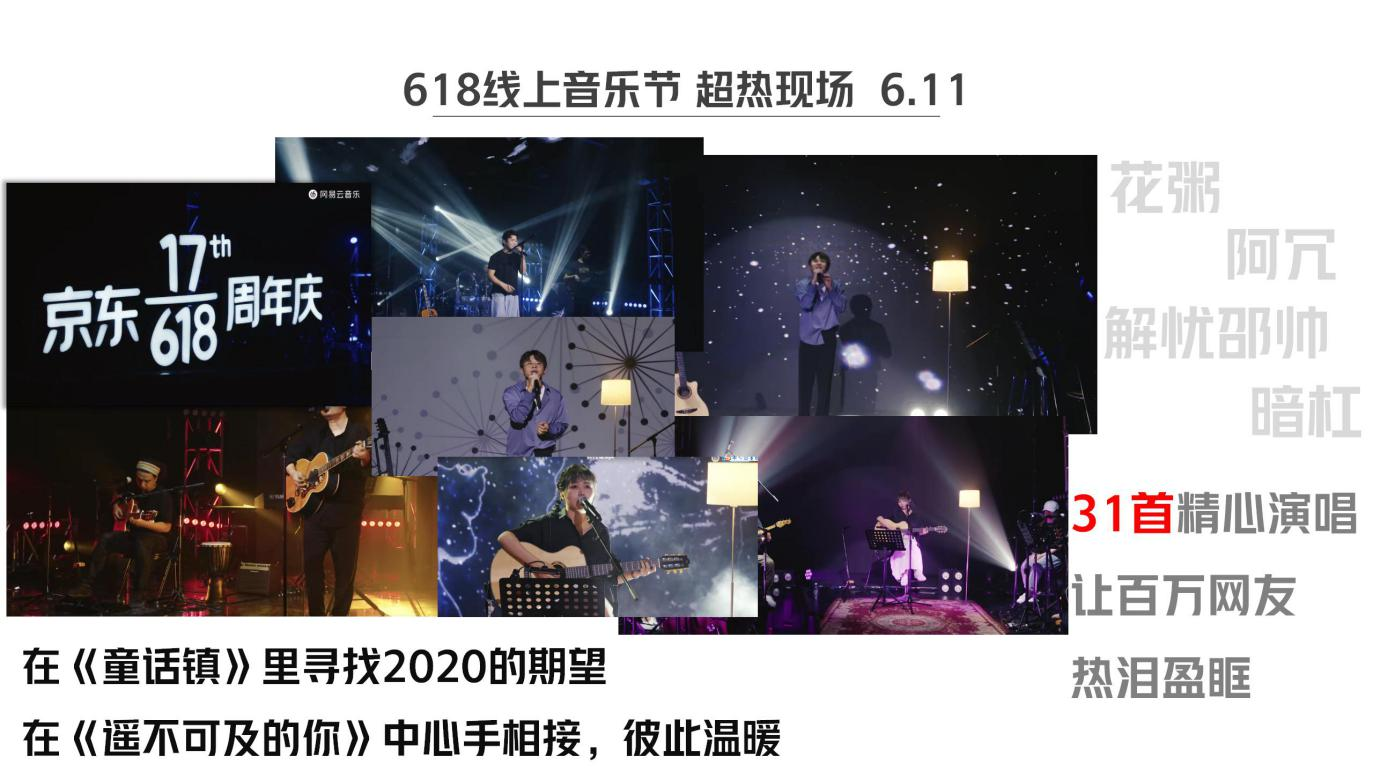 618线上音乐节 超热现场 6.11
网易云音乐
京东17th618周年庆
花粥
阿冗
解忧邵帅
暗杠
31首精心演唱
让百万网友
热泪盈眶
在《童话镇》里寻找2020的期望
在《遥不可及的你》中心手相接，彼此温暖